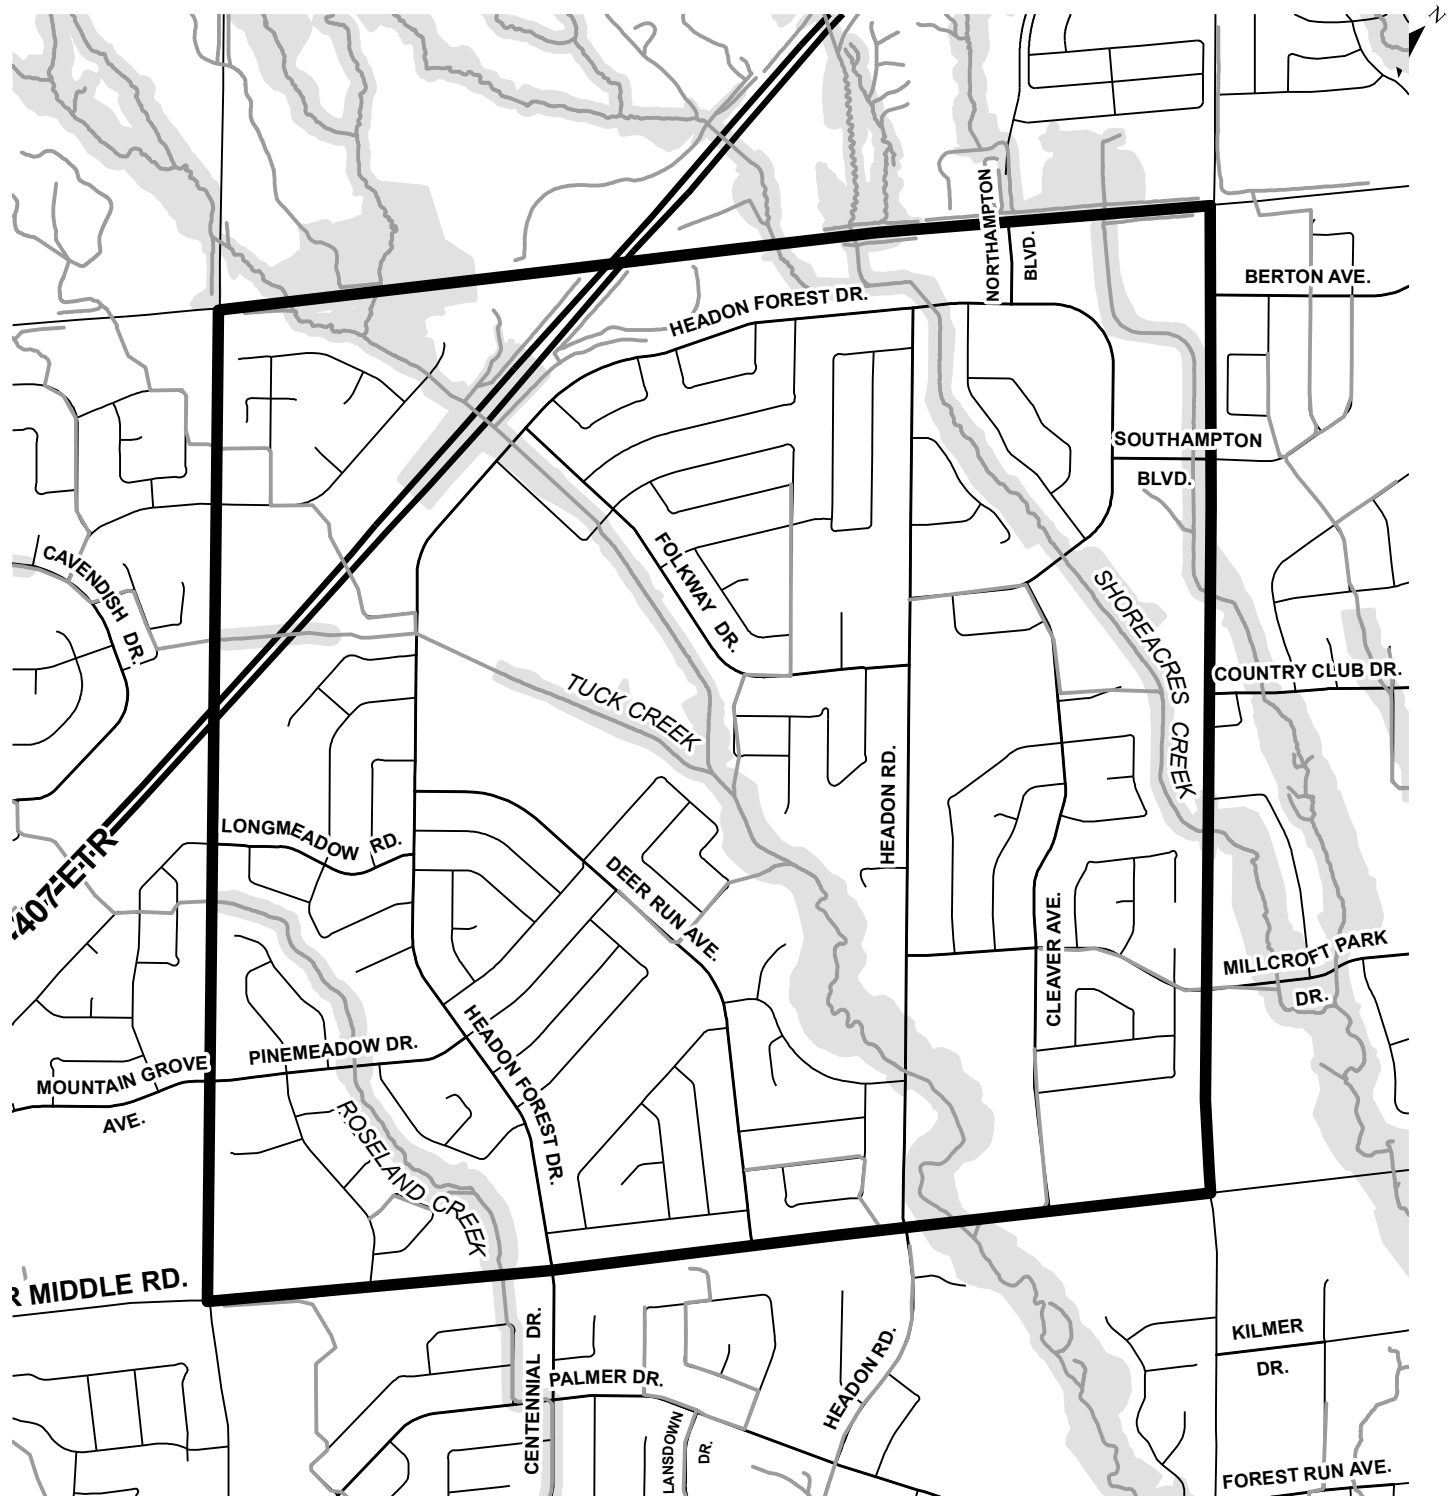 N
NORTHAMPTON
BLVD.
BERTON AVE.
HEADON FOREST DR.
SOUTHAMPTON
BLVD.
CAVENDISH DR.
FOLKWAY DR.
SHOREACRES CREEK
COUNTRY CLUB DR.
TUCK CREEK
HEADON RD.
407-ETR
LONGMEADOW RD.
DEER RUN AVE.
CLEAVER AVE.
MILLCROFT PARK
DR.
HEADON FOREST DR.
PINEMEADOW DR.
MOUNTAIN GROVE
AVE.
ROSELAND CREEK
R MIDDLE RD.
CENTENNIAL DR.
PALMER DR.
HEADON RD.
KILMER
DR.
LANSDOWN
DR.
FOREST RUN AVE.